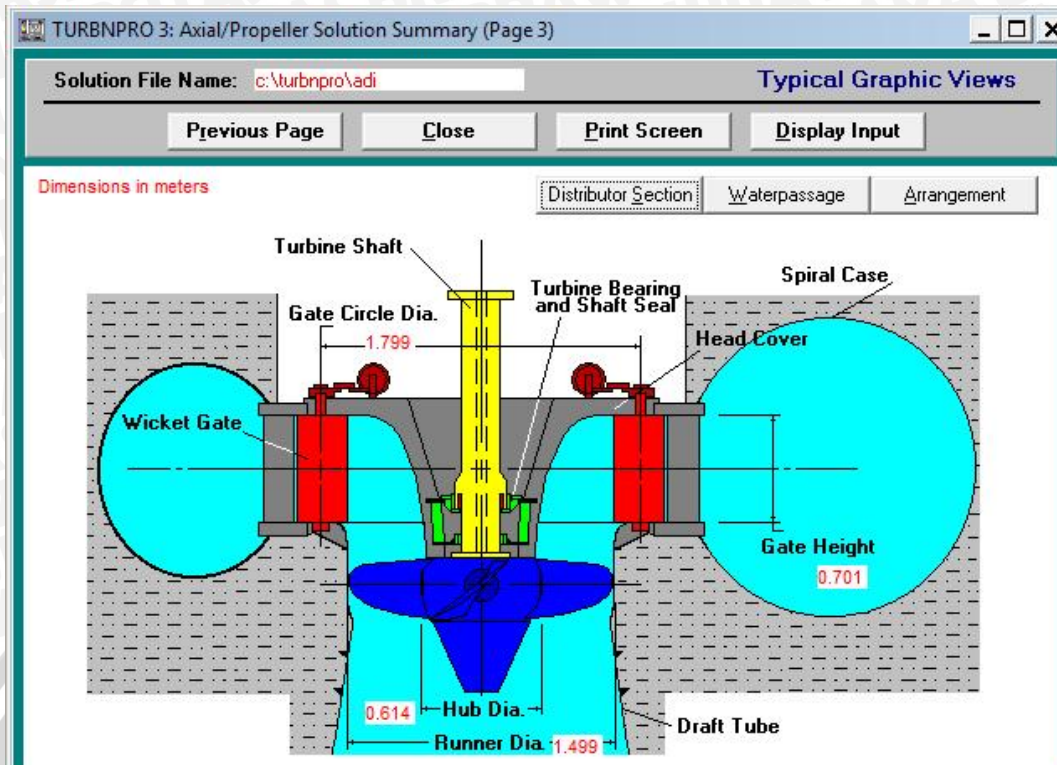 TURBNPRO 3: Axial/Propeller Solution Summary (Page 3)
Solution File Name: c:\turbnpro\adi
Typical Graphic Views
Previous Page Close Print Screen Display Input
Dimensions in meters
Distributor Section Waterpassage Arrangement
Turbine Shaft
Spiral Case
Turbine Bearing
and Shaft Seal
Gate Circle Dia.
1.799
Head Cover
Wicket Gate
Gate Height
0.701
0.614 Hub Dia.
Draft Tube
Runner Dia. 1.499